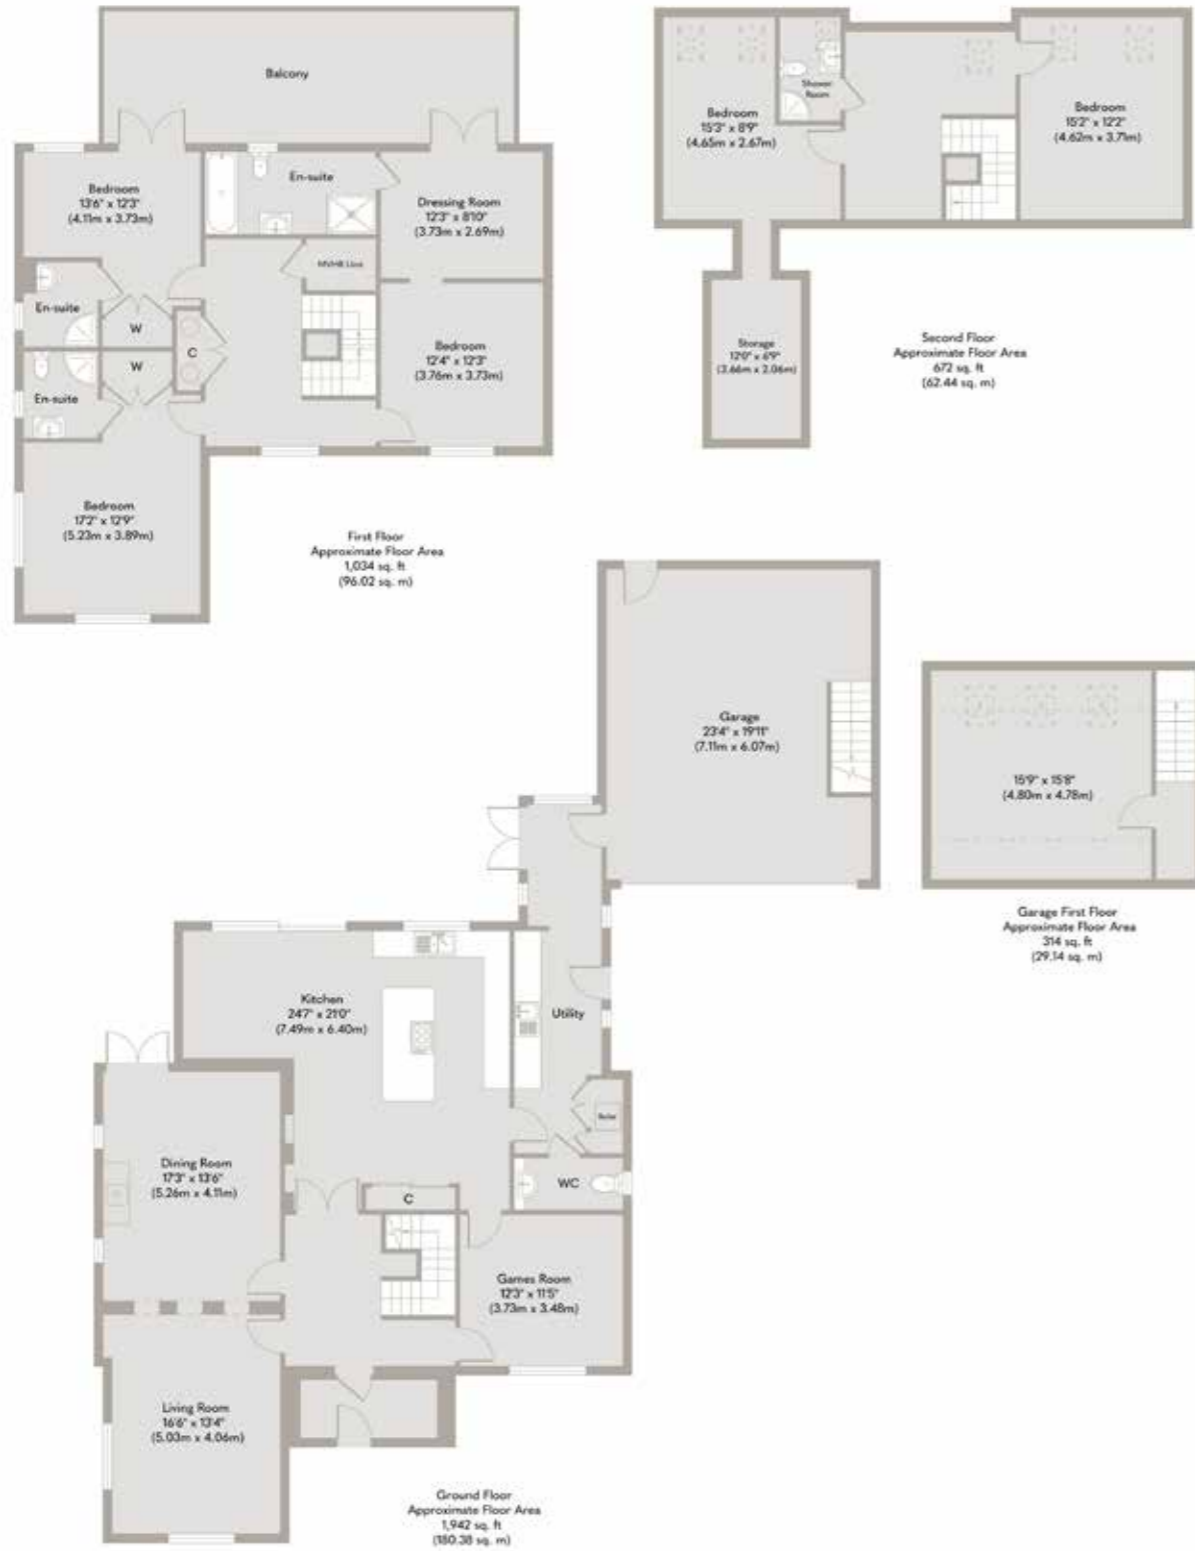 Balcony
Bedroom
13'6" x 12'3"
(4.11m x 3.73m)
En-suite
Dressing Room
12'3" x 8'10"
(3.73m x 2.69m)
En-suite
W
W
C
En-suite
Bedroom
12'4" x 12'3"
(3.76m x 3.73m)
Bedroom
17'2" x 12'9"
(5.23m x 3.89m)
First Floor
Approximate Floor Area
1,034 sq. ft
(96.02 sq. m)
Bedroom
15'3" x 8'9"
(4.65m x 2.67m)
Shower
Room
Bedroom
15'2" x 12'2"
(4.62m x 3.71m)
Storage
12'0" x 6'9"
(3.66m x 2.06m)
Second Floor
Approximate Floor Area
672 sq. ft
(62.44 sq. m)
Garage
23'4" x 19'11"
(7.11m x 6.07m)
15'9" x 15'8"
(4.80m x 4.78m)
Garage First Floor
Approximate Floor Area
314 sq. ft
(29.14 sq. m)
Kitchen
24'7" x 21'0"
(7.49m x 6.40m)
Utility
Boiler
WC
C
Dining Room
17'3" x 13'6"
(5.26m x 4.11m)
Games Room
12'3" x 11'5"
(3.73m x 3.48m)
Living Room
16'6" x 13'4"
(5.03m x 4.06m)
Ground Floor
Approximate Floor Area
1,942 sq. ft
(180.38 sq. m)